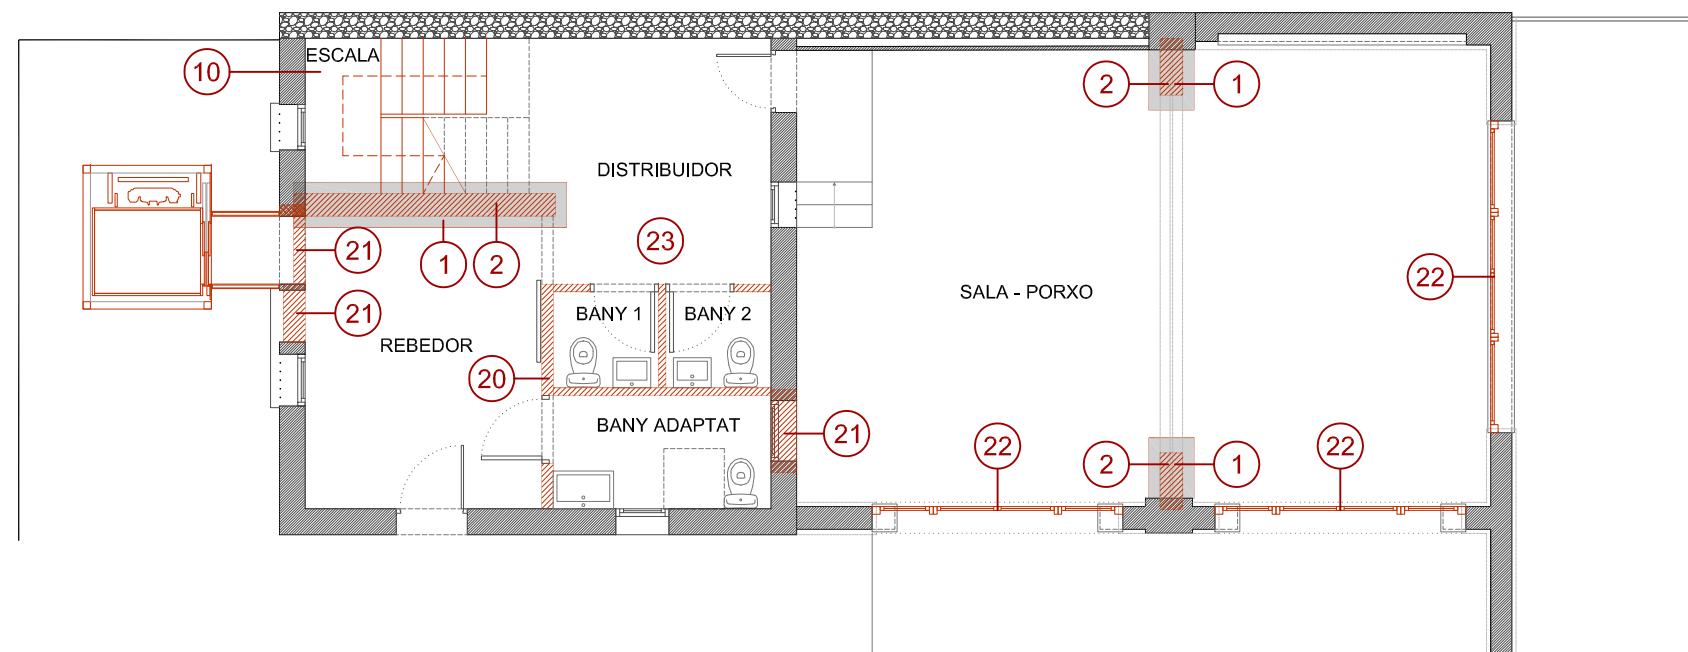 ESCALA
10
2
1
DISTRIBUIDOR
23
21
1
2
22
SALA - PORXO
21
BANY 1
BANY 2
REBEDOR
20
BANY ADAPTAT
21
22
2
1
22